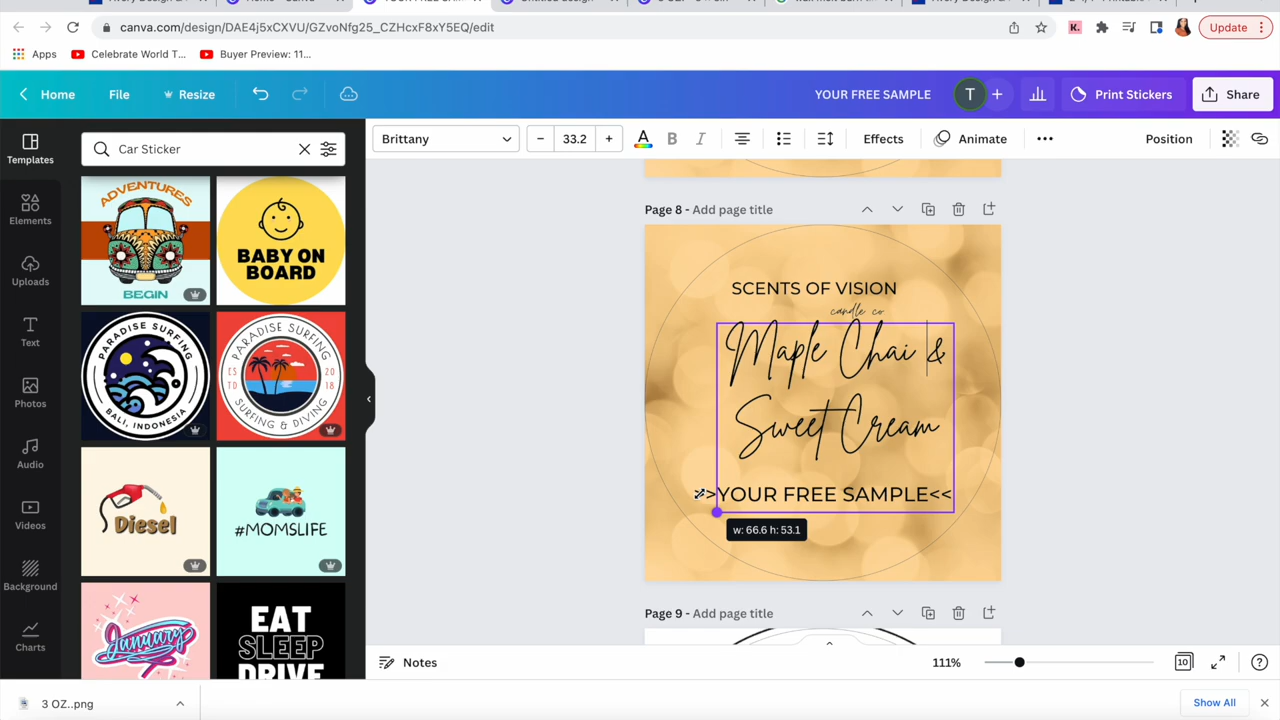 canva.com/design/DAE4j5xCXVU/GZvoNfg25_CZHcxF8xY5EQ/edit
Update
Apps
Celebrate World T...
Buyer Preview: 11...
Home
File
Resize
YOUR FREE SAMPLE
T
Print Stickers
Share
Templates
Elements
Uploads
Text
Photos
Audio
Videos
Background
Charts
Car Sticker
Brittany
33.2
A
B
I
Effects
Animate
Position
ADVENTURES
BEGIN
BABY ON
BOARD
PARADISE SURFING
BALI, INDONESIA
PARADISE SURFING
ESTD
2018
SURFING & DIVING
Diesel
#MOMSLIFE
January
EAT
SLEEP
DRIVE
Page 8 - Add page title
SCENTS OF VISION
candle co
Maple Chai &
Sweet Cream
>>YOUR FREE SAMPLE<<
w: 66.6 h: 53.1
Page 9 - Add page title
Notes
111%
10
3 OZ..png
Show All